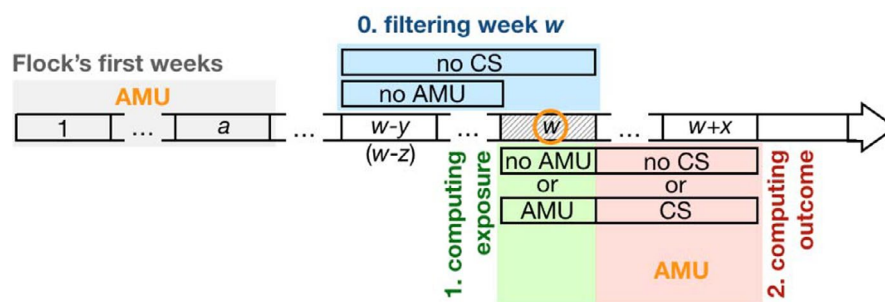 0. filtering week w
Flock's first weeks
no CS
AMU
no AMU
1 ... a ... w-y ... w ... w+x
(w-z)
1. computing
exposure
no AMU no CS
or or
AMU CS
AMU
2. computing
outcome